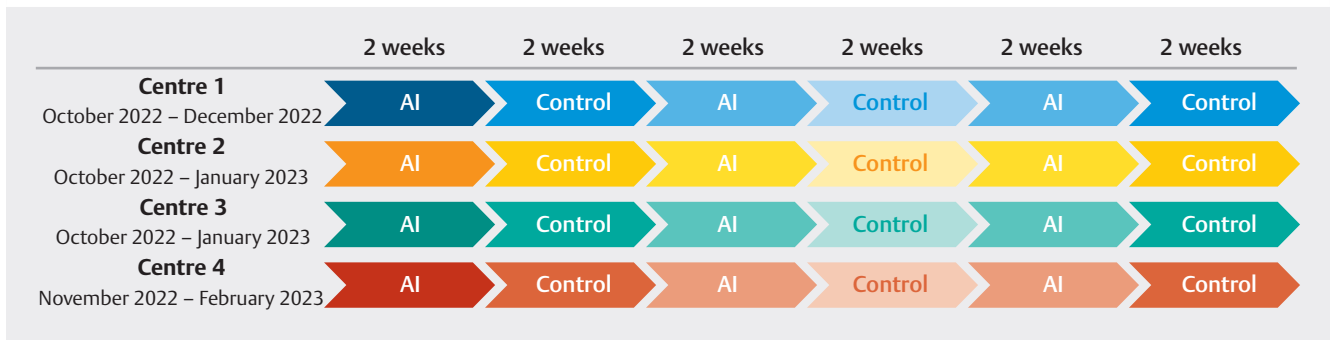 2 weeks 2 weeks 2 weeks 2 weeks 2 weeks 2 weeks
Centre 1
October 2022 – December 2022
AI Control AI Control AI Control
Centre 2
October 2022 – January 2023
AI Control AI Control AI Control
Centre 3
October 2022 – January 2023
AI Control AI Control AI Control
Centre 4
November 2022 – February 2023
AI Control AI Control AI Control